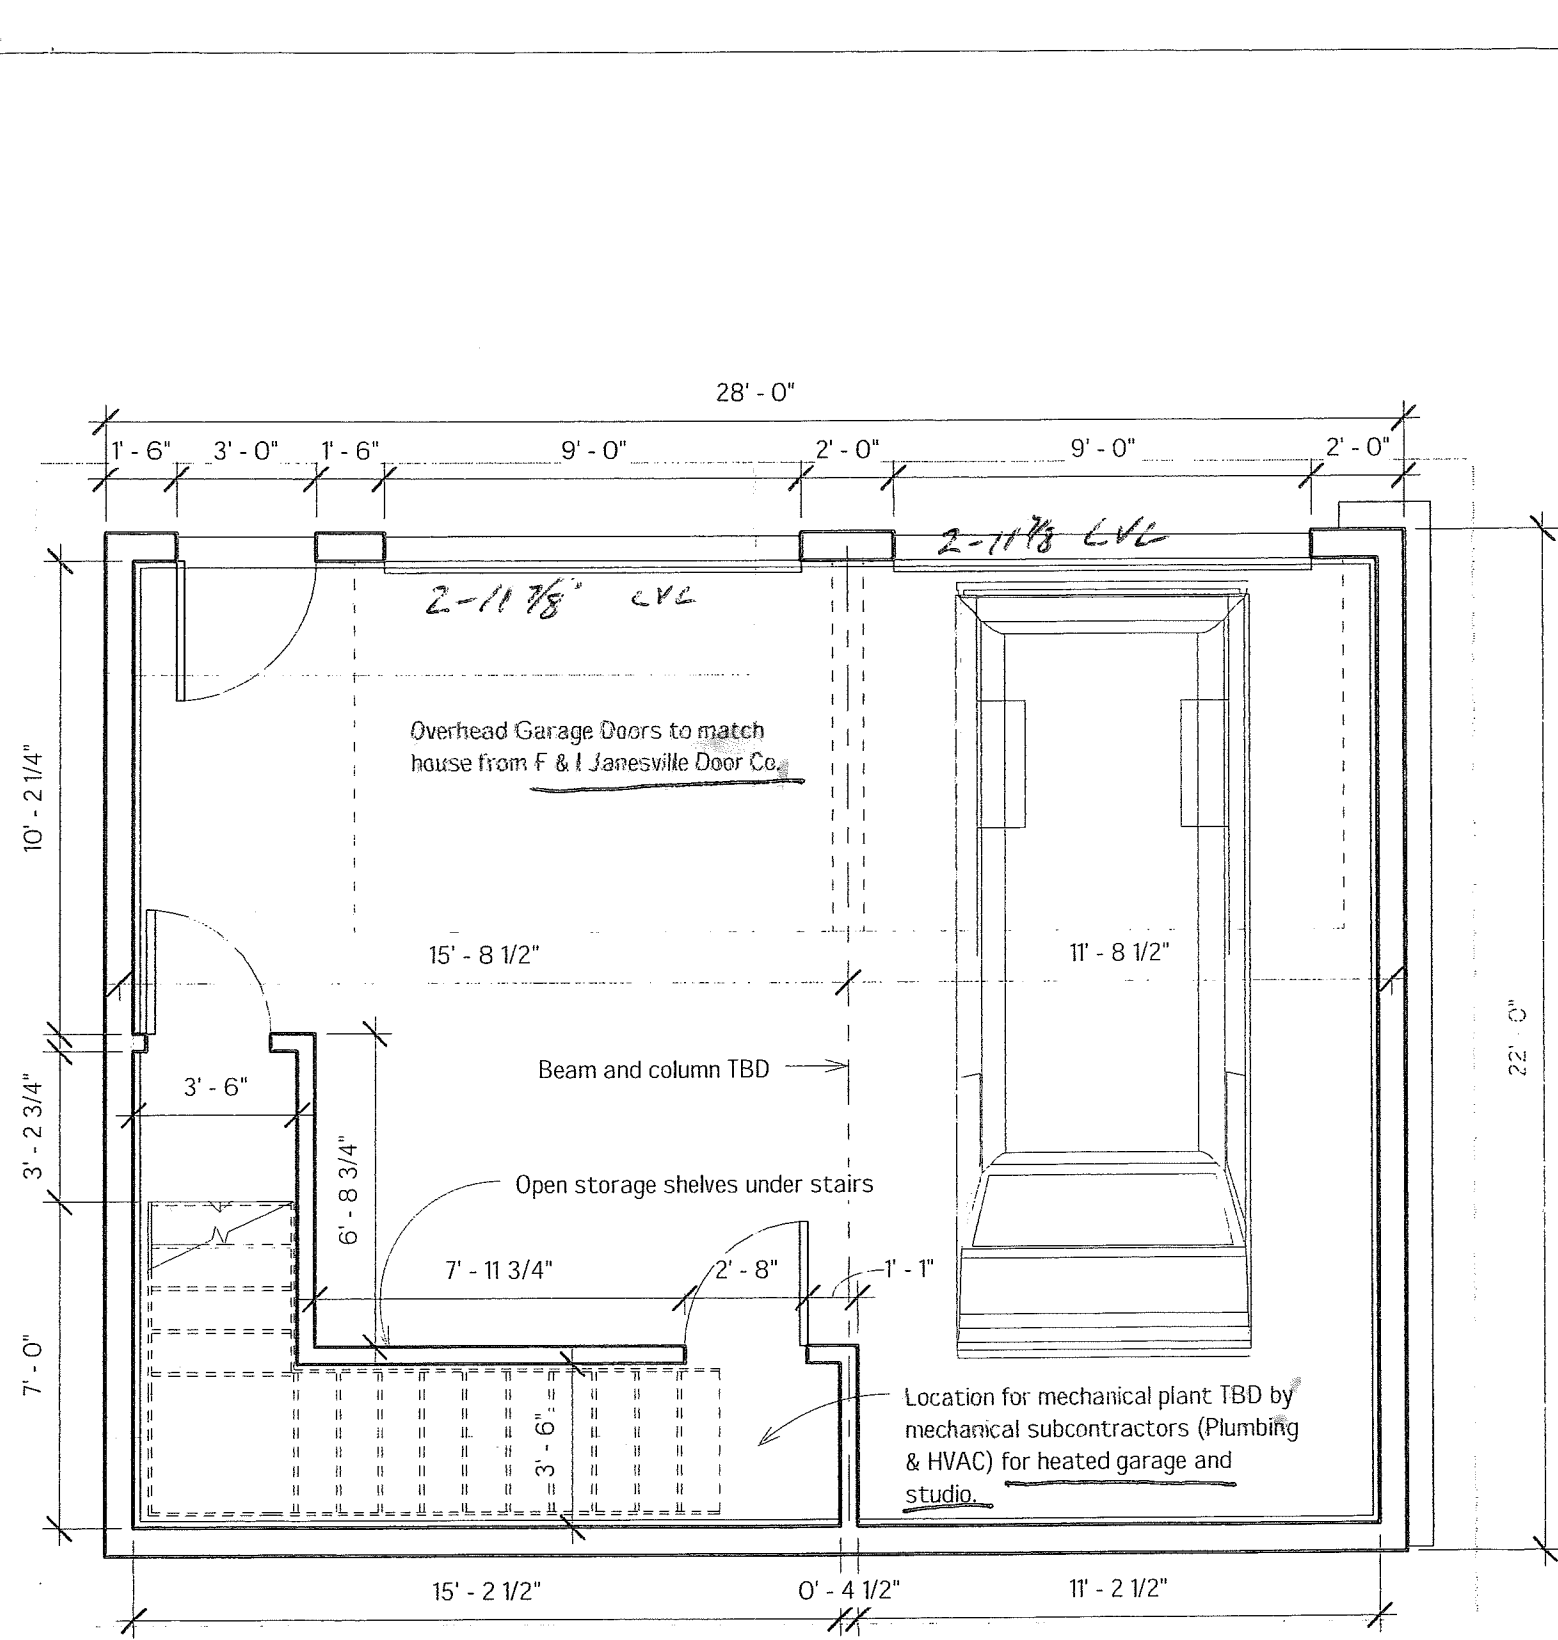 28' - 0"
1' - 6" 3' - 0" 1' - 6" 9' - 0" 2' - 0" 9' - 0" 2' - 0"
2-11 7/8 LVL
2-11 7/8" LVL
Overhead Garage Doors to match
house from F & I Janesville Door Co.
10' - 2 1/4"
15' - 8 1/2" 11' - 8 1/2"
22' - 0"
Beam and column TBD
3' - 6"
3' - 2 3/4"
6' - 8 3/4"
Open storage shelves under stairs
7' - 11 3/4" 2' - 8" 1' - 1"
7' - 0"
3' - 6"
Location for mechanical plant TBD by
mechanical subcontractors (Plumbing
& HVAC) for heated garage and
studio.
15' - 2 1/2" 0' - 4 1/2" 11' - 2 1/2"